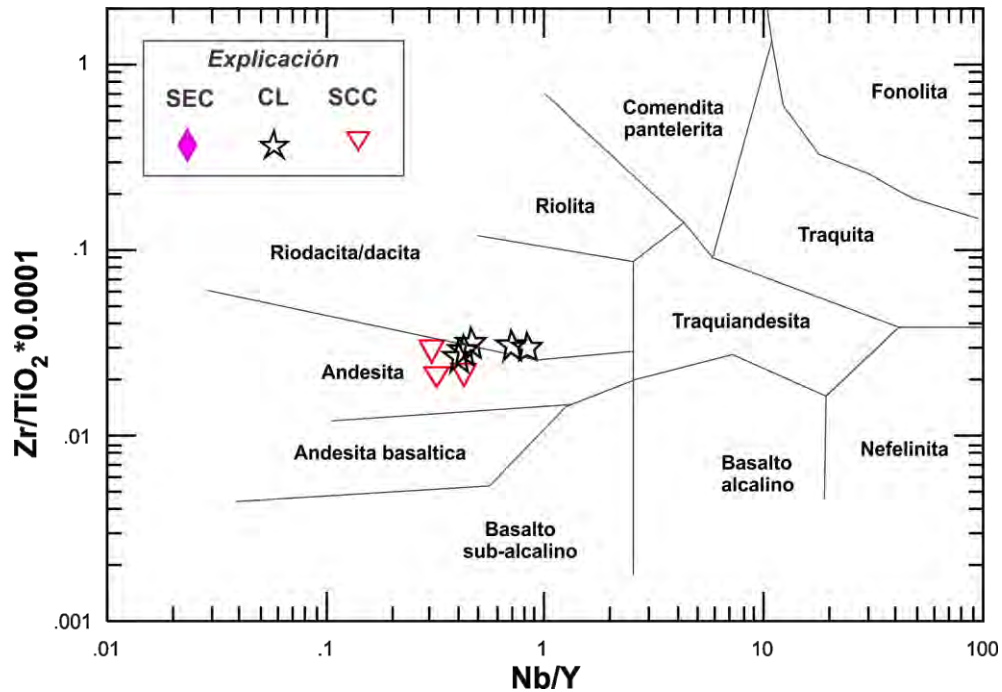 Explicación
SEC CL SCC
Comendita
pantelerita
Fonolita
Riolita
Traquita
Riodacita/dacita
Traquiandesita
Andesita
Andesita basaltica
Basalto
alcalino
Nefelinita
Basalto
sub-alcalino
Zr/TiO₂*0.0001
1
.1
.01
.001
.01 .1 1 10 100
Nb/Y